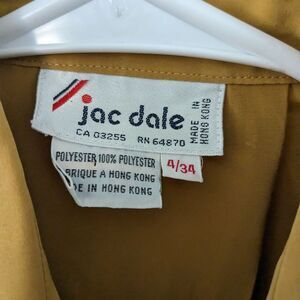 jac dale
CA 03255 RN 64870
MADE IN
HONG KONG
POLYESTER 100% POLYESTER
BRIQUE A HONG KONG
DE IN HONG KONG
4/34